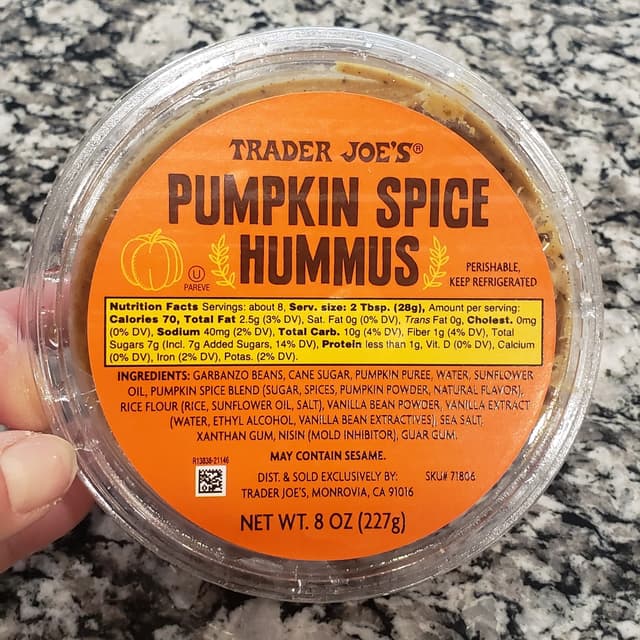 TRADER JOE'S®
PUMPKIN SPICE
HUMMUS
U
PAREVE
PERISHABLE,
KEEP REFRIGERATED
Nutrition Facts Servings: about 8, Serv. size: 2 Tbsp. (28g), Amount per serving:
Calories 70, Total Fat 2.5g (3% DV), Sat. Fat 0g (0% DV), Trans Fat 0g, Cholest. 0mg
(0% DV), Sodium 40mg (2% DV), Total Carb. 10g (4% DV), Fiber 1g (4% DV), Total
Sugars 7g (Incl. 7g Added Sugars, 14% DV), Protein less than 1g, Vit. D (0% DV), Calcium
(0% DV), Iron (2% DV), Potas. (2% DV).
INGREDIENTS: GARBANZO BEANS, CANE SUGAR, PUMPKIN PUREE, WATER, SUNFLOWER
OIL, PUMPKIN SPICE BLEND (SUGAR, SPICES, PUMPKIN POWDER, NATURAL FLAVOR),
RICE FLOUR (RICE, SUNFLOWER OIL, SALT), VANILLA BEAN POWDER, VANILLA EXTRACT
(WATER, ETHYL ALCOHOL, VANILLA BEAN EXTRACTIVES), SEA SALT,
XANTHAN GUM, NISIN (MOLD INHIBITOR), GUAR GUM.
MAY CONTAIN SESAME.
R13838-21146
DIST. & SOLD EXCLUSIVELY BY:
TRADER JOE'S, MONROVIA, CA 91016
SKU# 71806
NET WT. 8 OZ (227g)